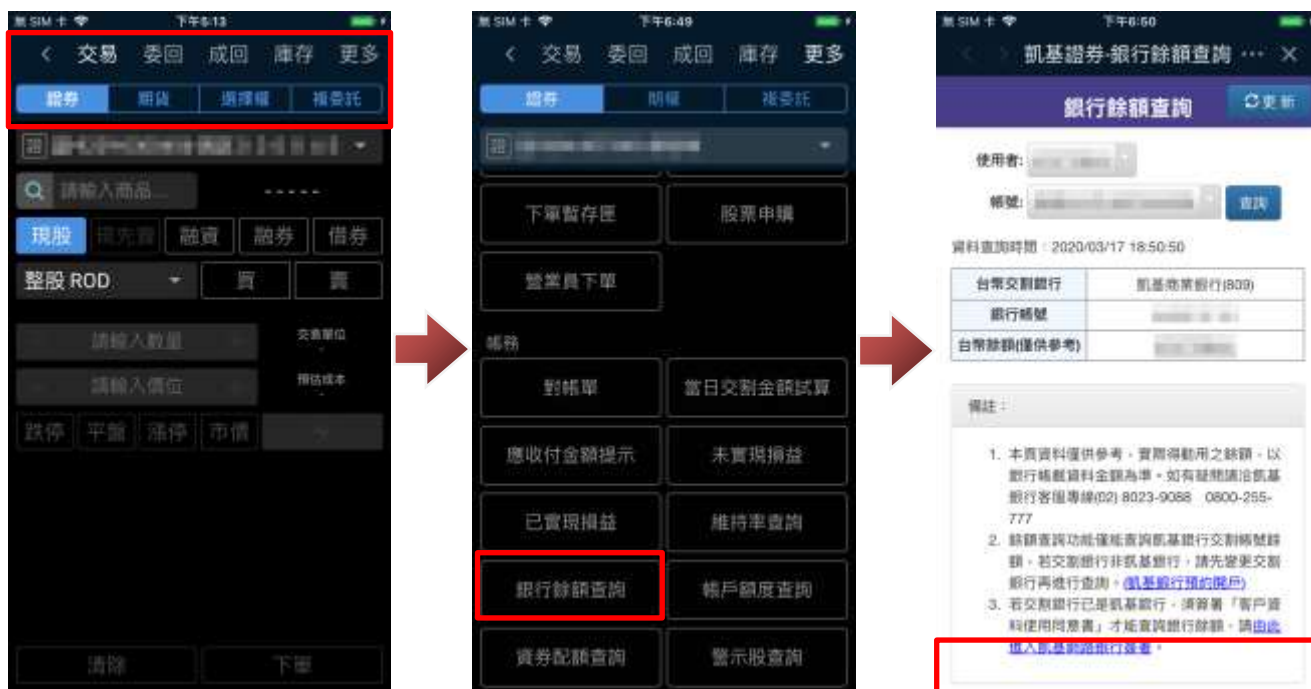 無 SIM 卡
下午6:13
交易 委回 成回 庫存 更多
證券 期貨 選擇權 複委託
證
請輸入商品...
-----
現股 現先賣 融資 融券 借券
整股 ROD 買 賣
請輸入數量 交易單位
-
請輸入價位 預估成本
-
跌停 平盤 漲停 市價
清除 下單
無 SIM 卡
下午6:49
交易 委回 成回 庫存 更多
證券 期權 複委託
證
下單暫存匣 股票申購
營業員下單
帳務
對帳單 當日交割金額試算
應收付金額提示 未實現損益
已實現損益 維持率查詢
銀行餘額查詢 帳戶額度查詢
資券配額查詢 警示股查詢
無 SIM 卡
下午6:50
凱基證券-銀行餘額查詢
銀行餘額查詢 更新
使用者:
帳號: 查詢
資料查詢時間：2020/03/17 18:50:50
台幣交割銀行 凱基商業銀行(809)
銀行帳號
台幣餘額(僅供參考)
備註：
1. 本頁資料僅供參考，實際得動用之餘額，以
銀行帳載資料金額為準。如有疑問請洽凱基
銀行客服專線(02) 8023-9088 0800-255-
777
2. 餘額查詢功能僅能查詢凱基銀行交割帳號餘
額，若交割銀行非凱基銀行，請先變更交割
銀行再進行查詢。(凱基銀行預約開戶)
3. 若交割銀行已是凱基銀行，須簽署「客戶資
料使用同意書」才能查詢銀行餘額，請由此
進入凱基網路銀行簽署。